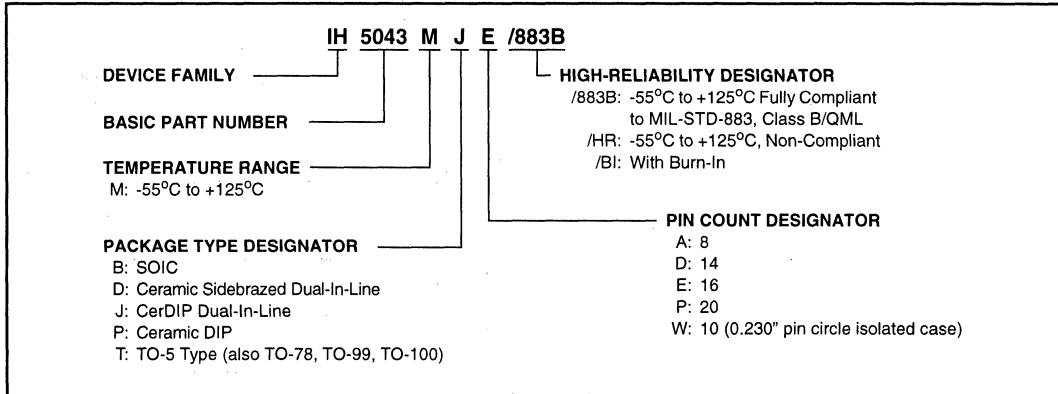 IH 5043 M J E /883B
DEVICE FAMILY
BASIC PART NUMBER
TEMPERATURE RANGE
M: -55°C to +125°C
PACKAGE TYPE DESIGNATOR
B: SOIC
D: Ceramic Sidebrazed Dual-In-Line
J: CerDIP Dual-In-Line
P: Ceramic DIP
T: TO-5 Type (also TO-78, TO-99, TO-100)
HIGH-RELIABILITY DESIGNATOR
/883B: -55°C to +125°C Fully Compliant
to MIL-STD-883, Class B/QML
/HR: -55°C to +125°C, Non-Compliant
/BI: With Burn-In
PIN COUNT DESIGNATOR
A: 8
D: 14
E: 16
P: 20
W: 10 (0.230" pin circle isolated case)